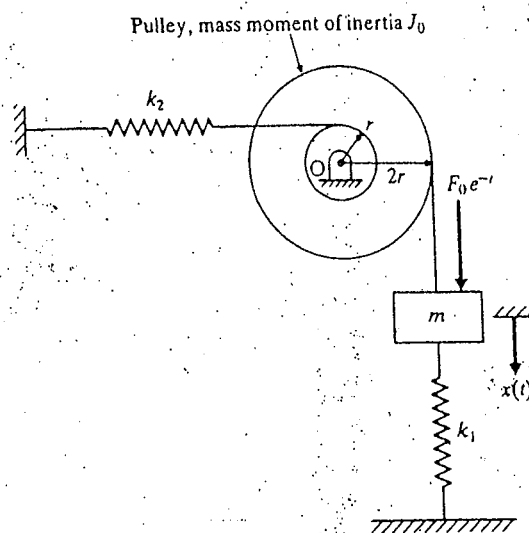 Pulley, mass moment of inertia J₀
k₂
r
O
2r
F₀e⁻ᵗ
m
x(t)
k₁